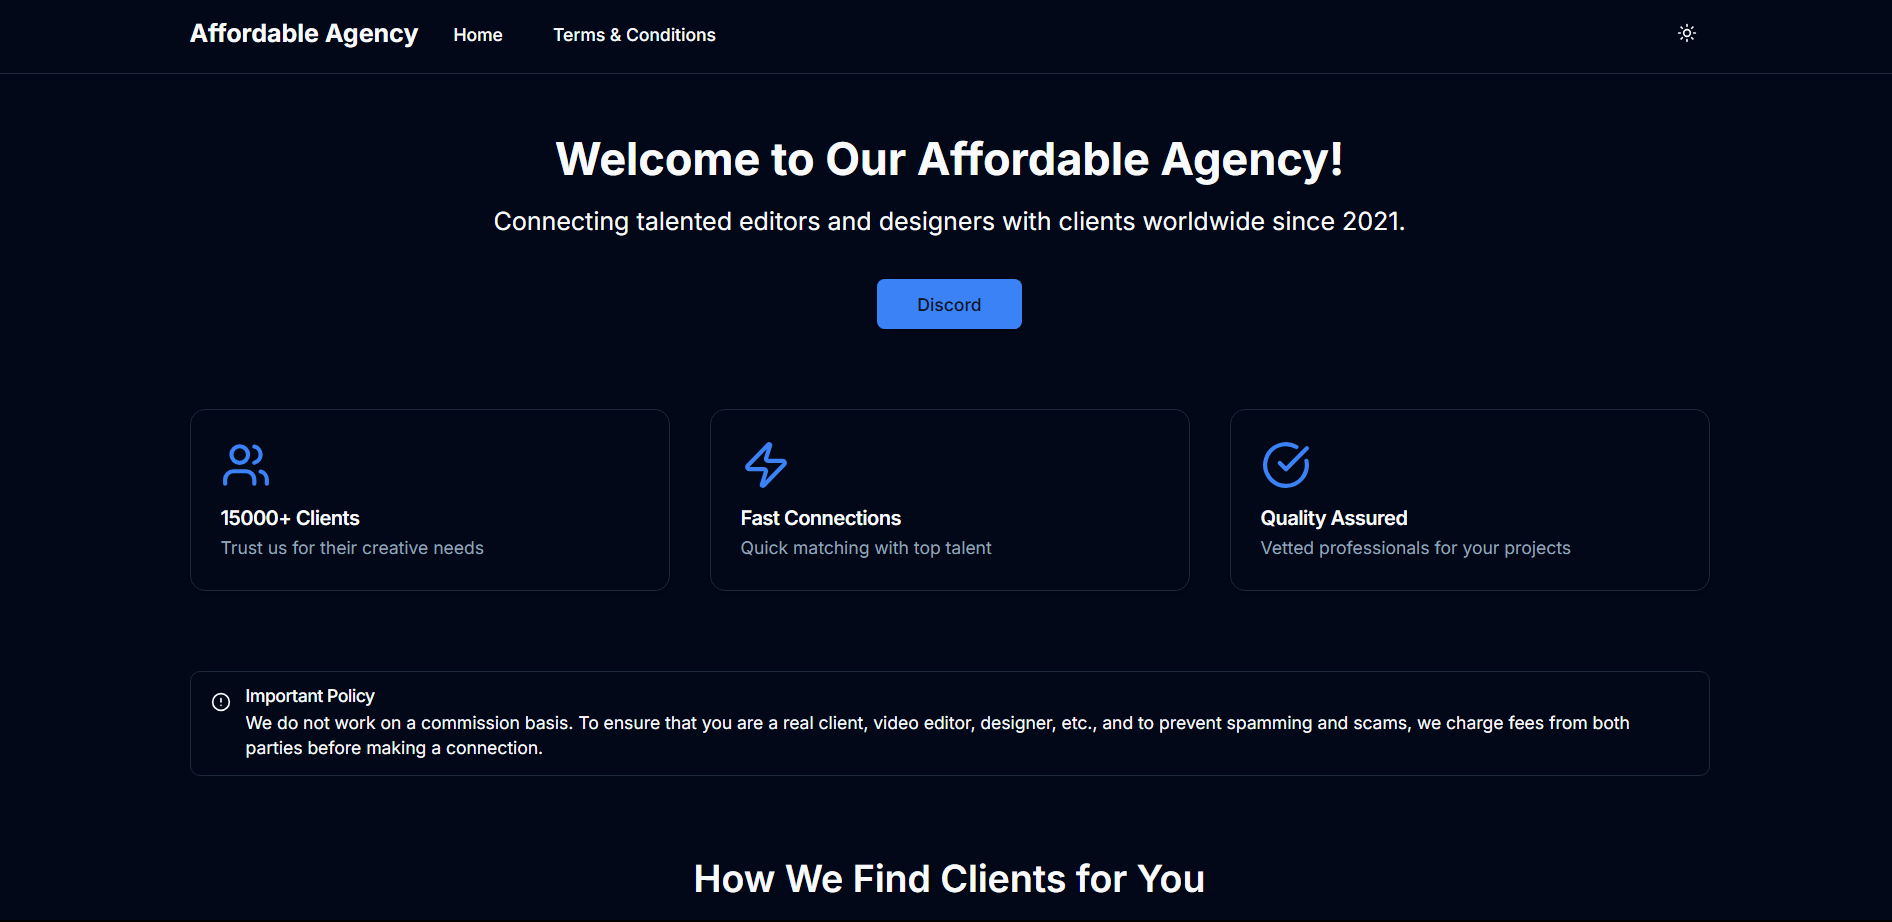 Affordable Agency Home Terms & Conditions
Welcome to Our Affordable Agency!
Connecting talented editors and designers with clients worldwide since 2021.
Discord
15000+ Clients
Trust us for their creative needs
Fast Connections
Quick matching with top talent
Quality Assured
Vetted professionals for your projects
Important Policy
We do not work on a commission basis. To ensure that you are a real client, video editor, designer, etc., and to prevent spamming and scams, we charge fees from both
parties before making a connection.
How We Find Clients for You